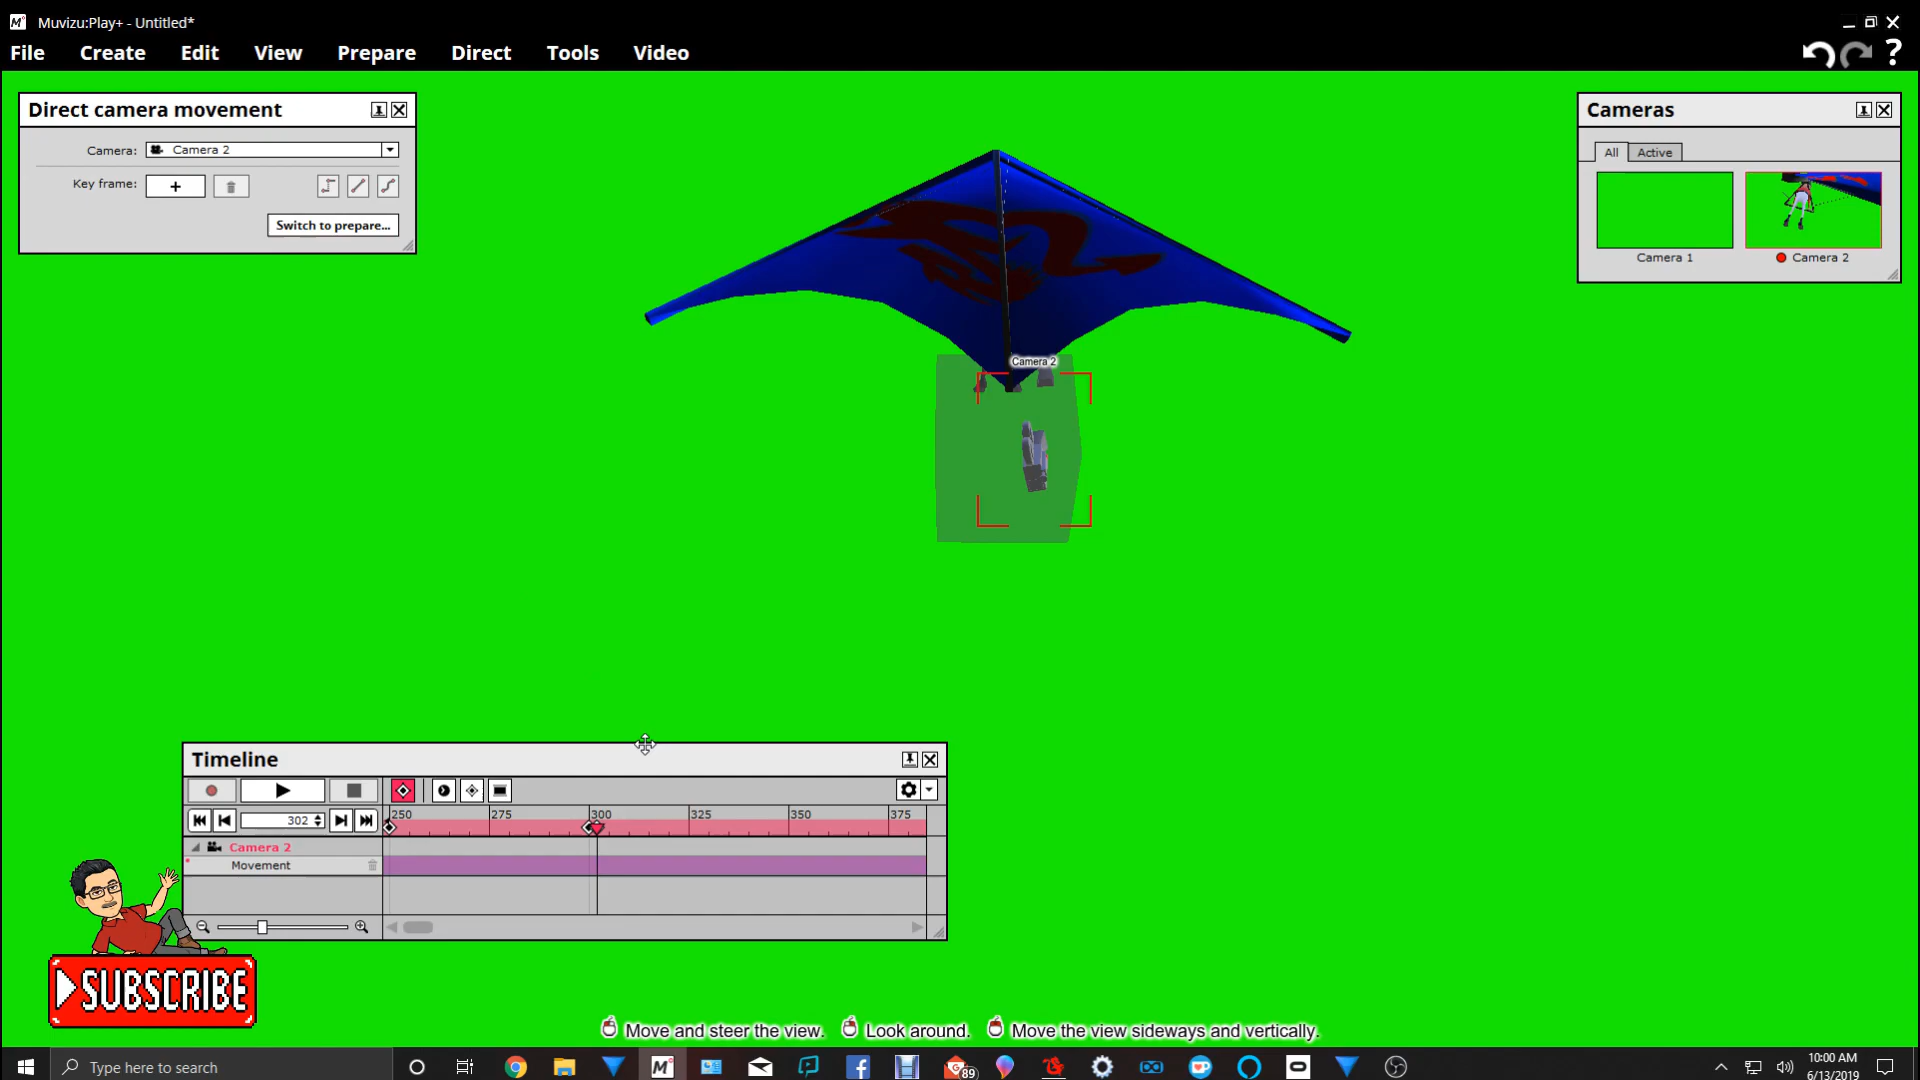 Muvizu:Play+ - Untitled*
File Create Edit View Prepare Direct Tools Video ?
Direct camera movement
Camera: Camera 2
Key frame: +
Switch to prepare...
Cameras
All Active
Camera 1 Camera 2
Camera 2
Timeline
302
250 275 300 325 350 375
Camera 2
Movement
SUBSCRIBE
Move and steer the view. Look around. Move the view sideways and vertically.
Type here to search
89
10:00 AM
6/13/2019